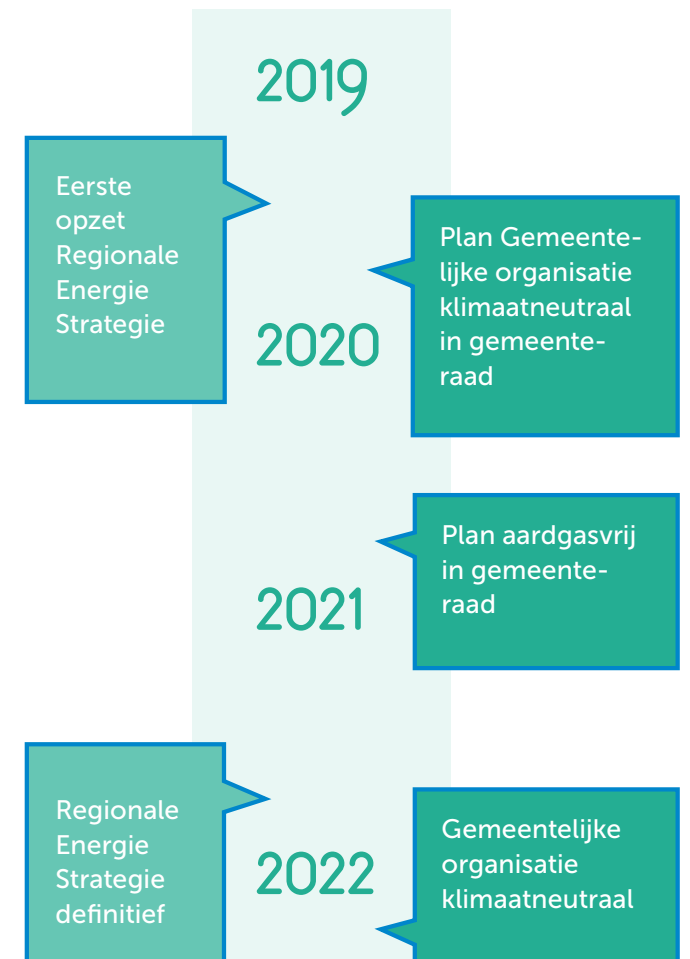 2019
Eerste
opzet
Regionale
Energie
Strategie
Plan Gemeente-
lijke organisatie
klimaatneutraal
in gemeente-
raad
2020
Plan aardgasvrij
in gemeente-
raad
2021
Regionale
Energie
Strategie
definitief
2022
Gemeentelijke
organisatie
klimaatneutraal